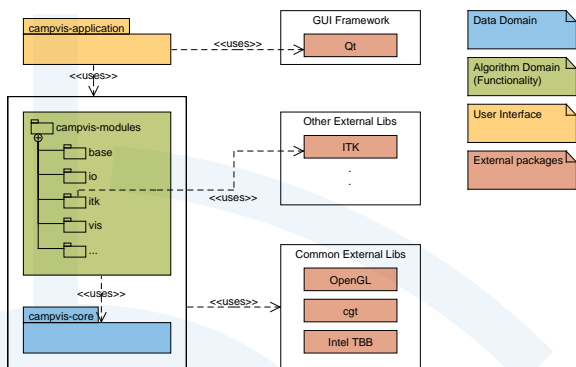 campvis-application
<<uses>>
GUI Framework
Qt
<<uses>>
campvis-modules
base
io
itk
vis
...
<<uses>>
Other External Libs
ITK
.
.
<<uses>>
campvis-core
<<uses>>
Common External Libs
OpenGL
cgt
Intel TBB
Data Domain
Algorithm Domain
(Functionality)
User Interface
External packages